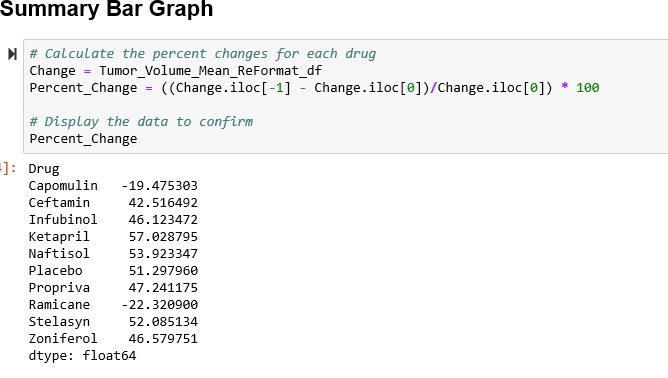 Summary Bar Graph
# Calculate the percent changes for each drug
Change = Tumor_Volume_Mean_ReFormat_df
Percent_Change = ((Change.iloc[-1] - Change.iloc[0])/Change.iloc[0]) * 100
# Display the data to confirm
Percent_Change
]: Drug
Capomulin   -19.475303
Ceftamin     42.516492
Infubinol    46.123472
Ketapril     57.028795
Naftisol     53.923347
Placebo      51.297960
Propriva     47.241175
Ramicane    -22.320900
Stelasyn     52.085134
Zoniferol    46.579751
dtype: float64